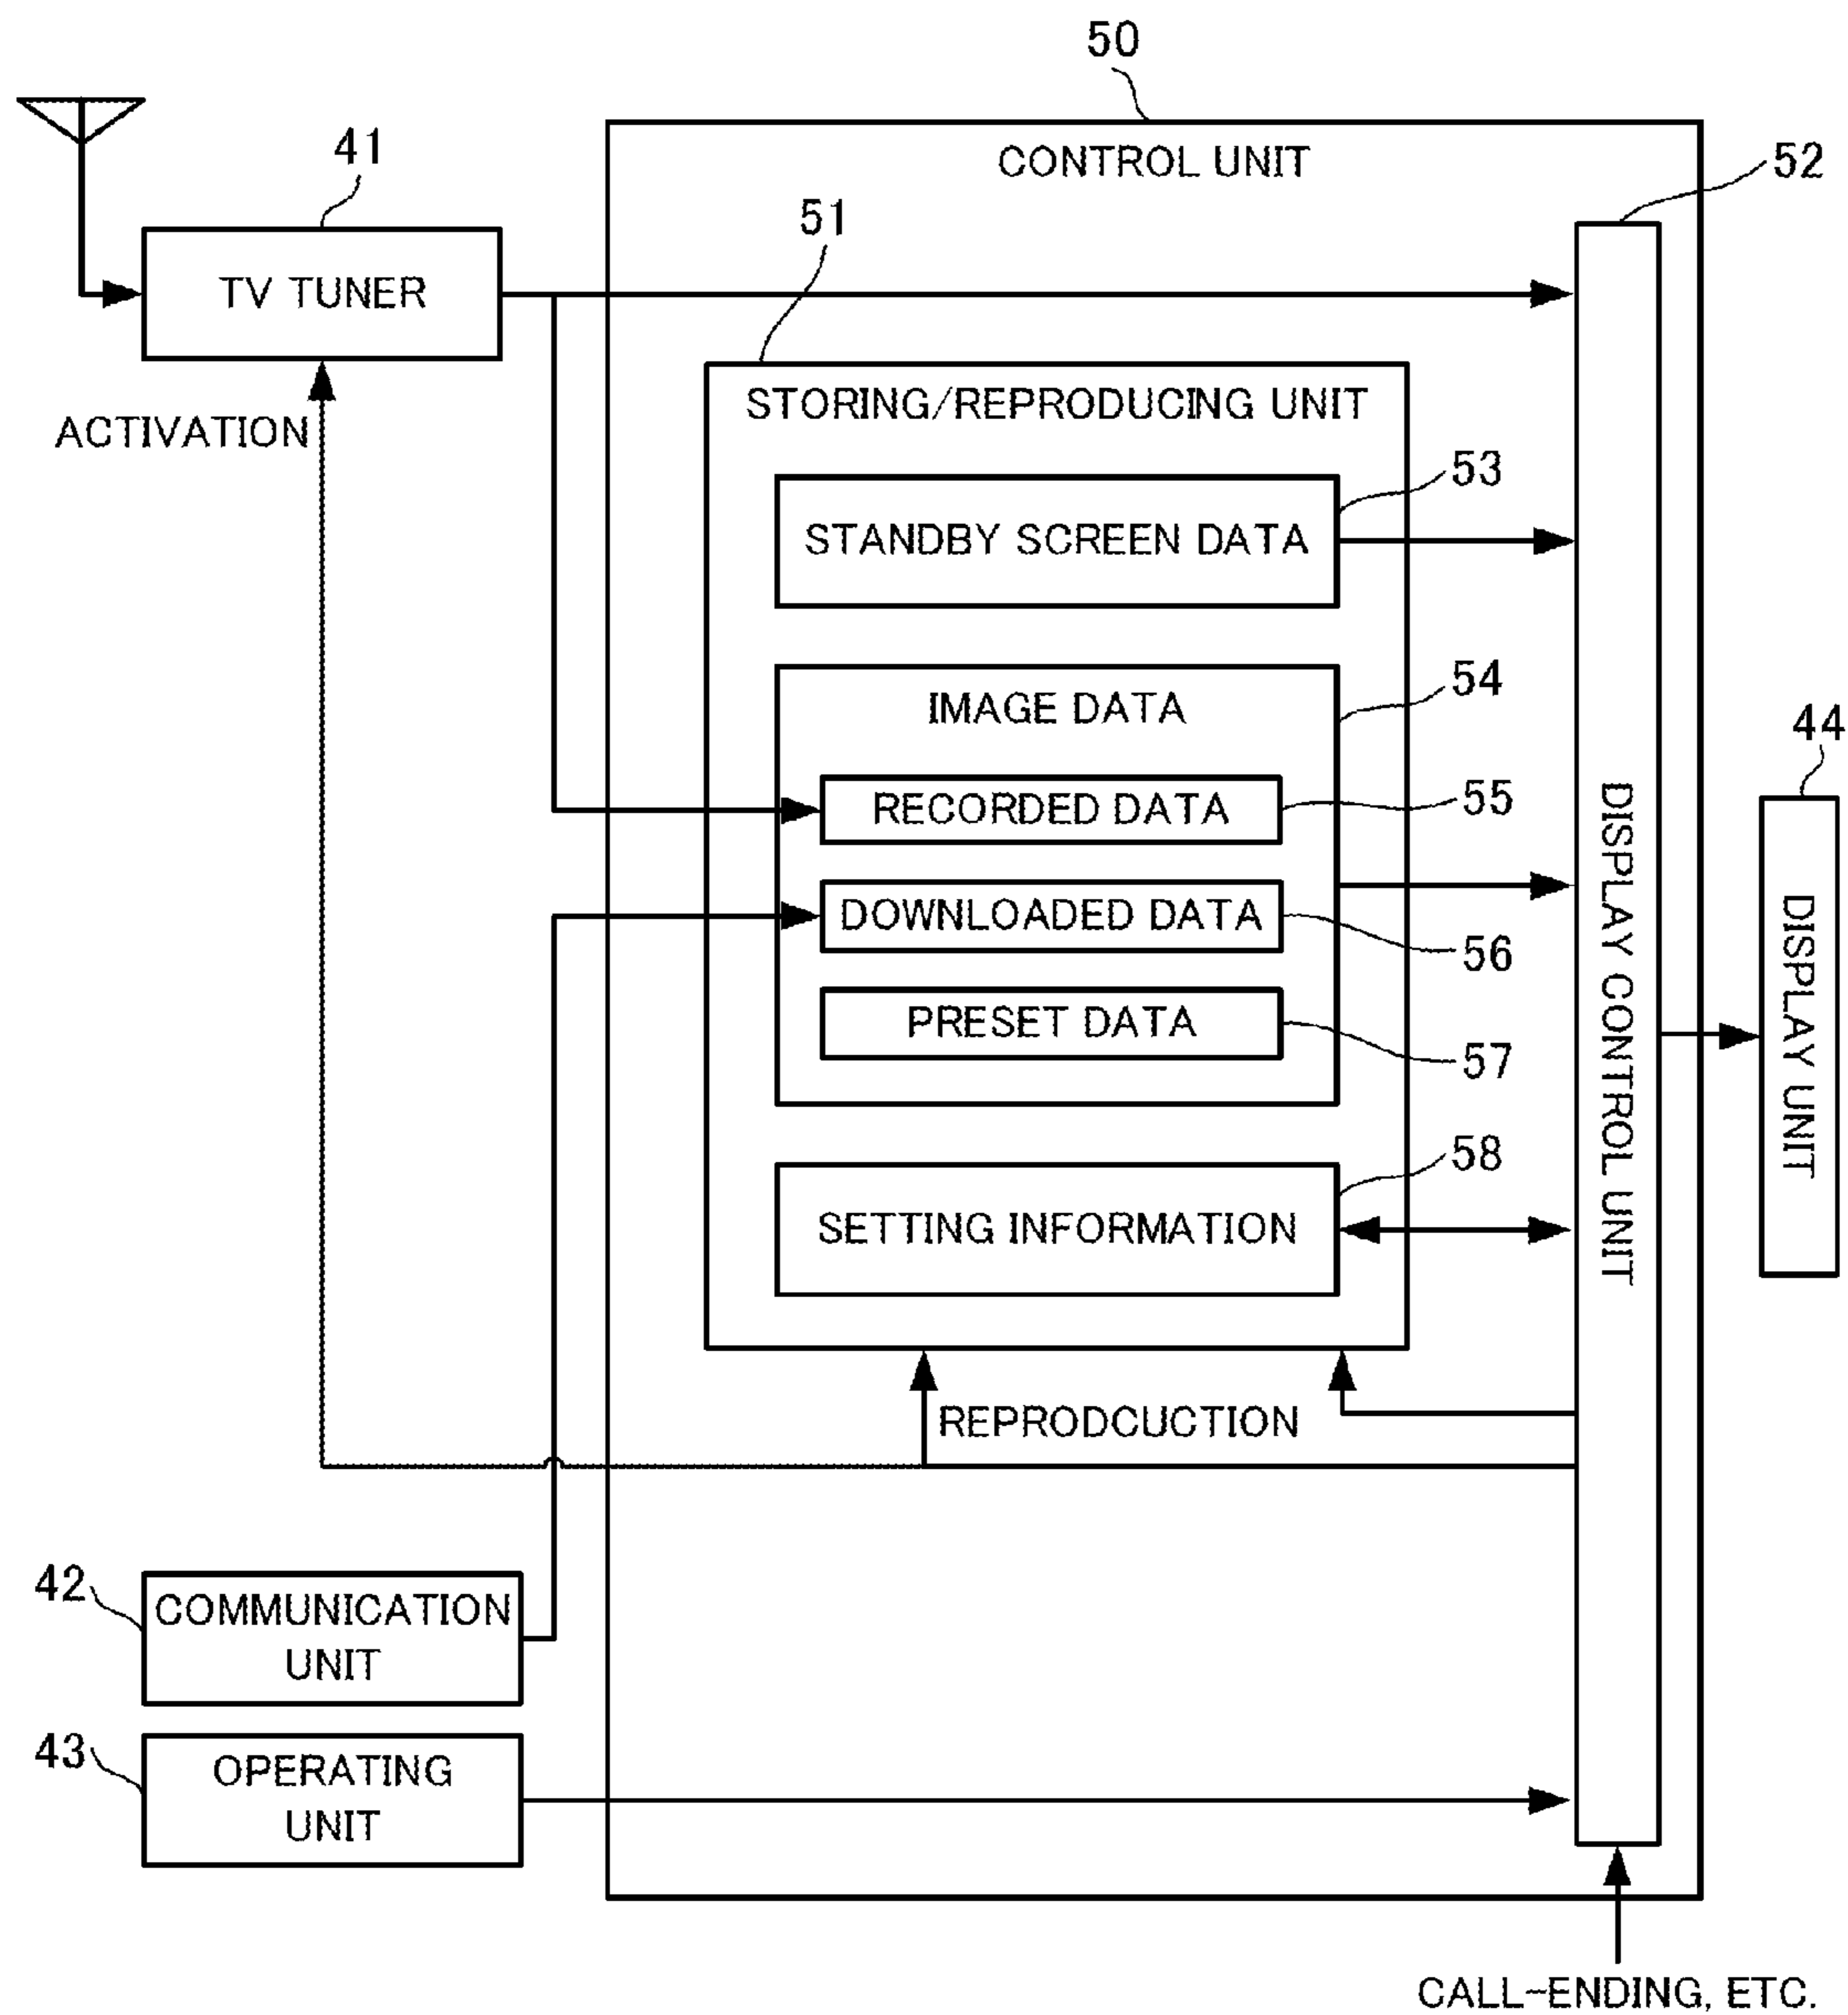 50
CONTROL UNIT
41
52
51
TV TUNER
STORING/REPRODUCING UNIT
ACTIVATION
53
STANDBY SCREEN DATA
54
IMAGE DATA
44
RECORDED DATA
55
DOWNLOADED DATA
56
PRESET DATA
57
DISPLAY CONTROL UNIT
DISPLAY UNIT
58
SETTING INFORMATION
REPRODCUCTION
42
COMMUNICATION
UNIT
43
OPERATING
UNIT
CALL-ENDING, ETC.